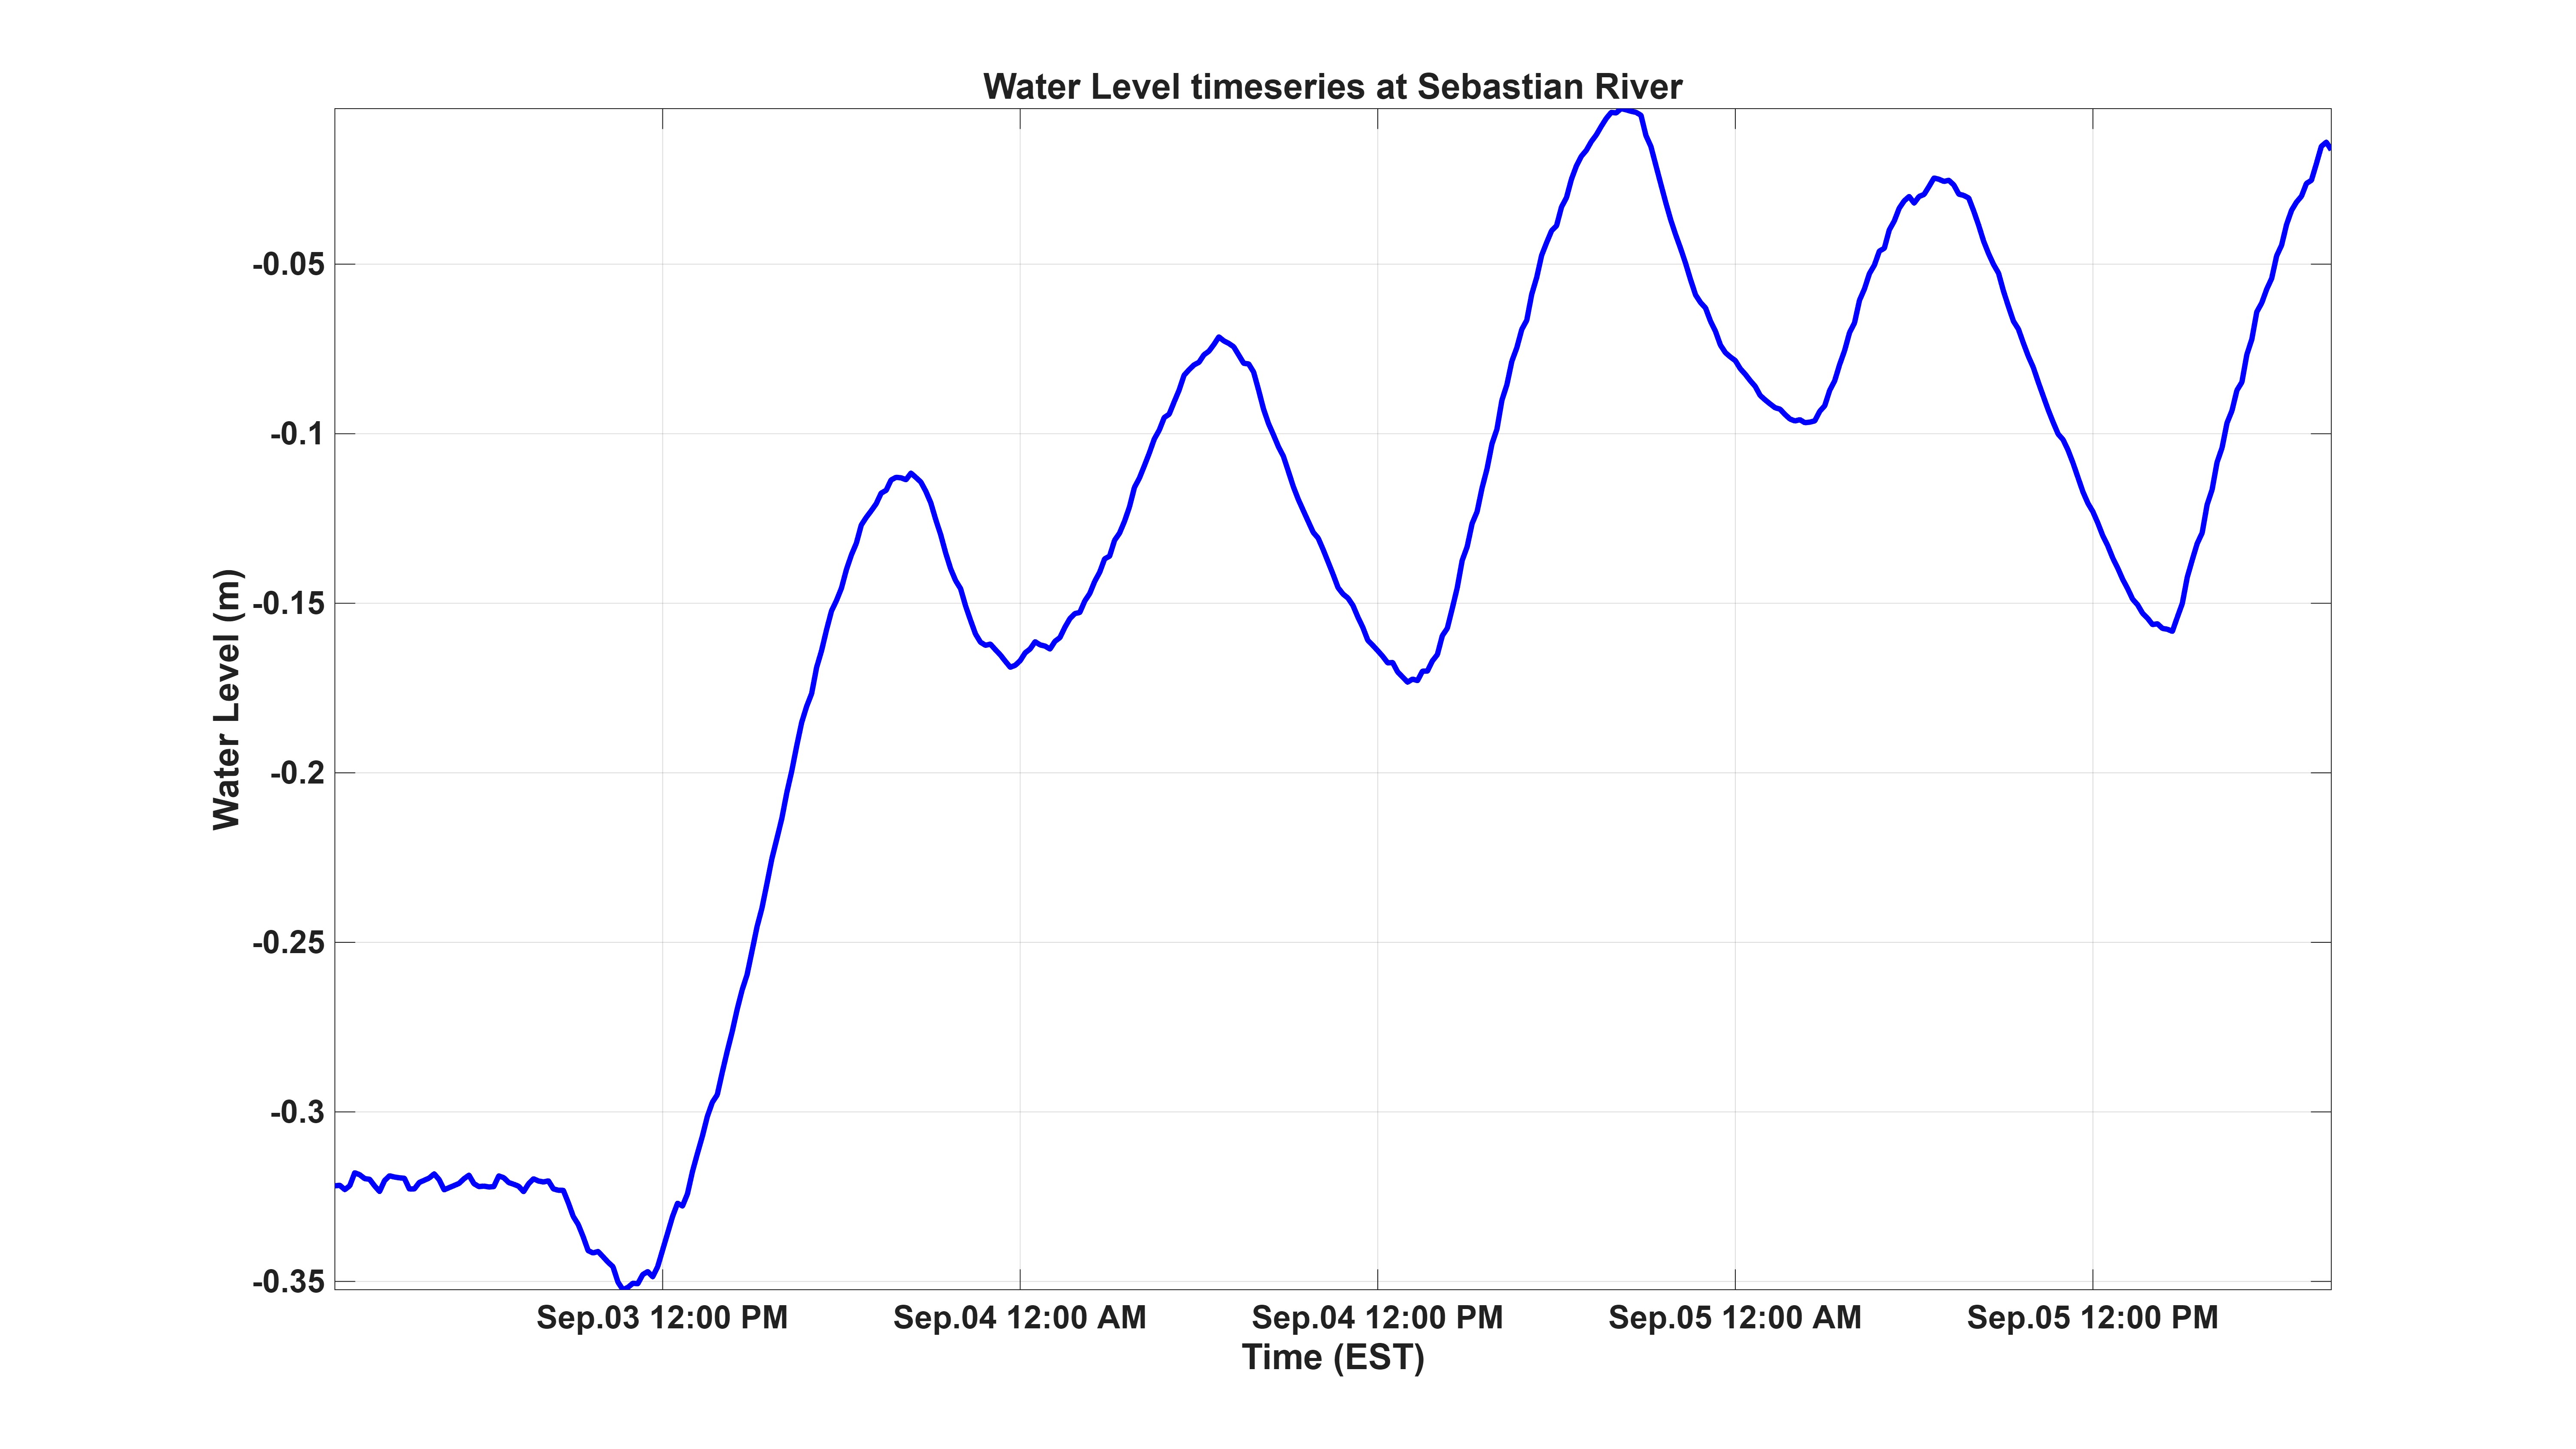 Water Level timeseries at Sebastian River
Water Level (m)
-0.05
-0.1
-0.15
-0.2
-0.25
-0.3
-0.35
Sep.03 12:00 PM
Sep.04 12:00 AM
Sep.04 12:00 PM
Sep.05 12:00 AM
Sep.05 12:00 PM
Time (EST)